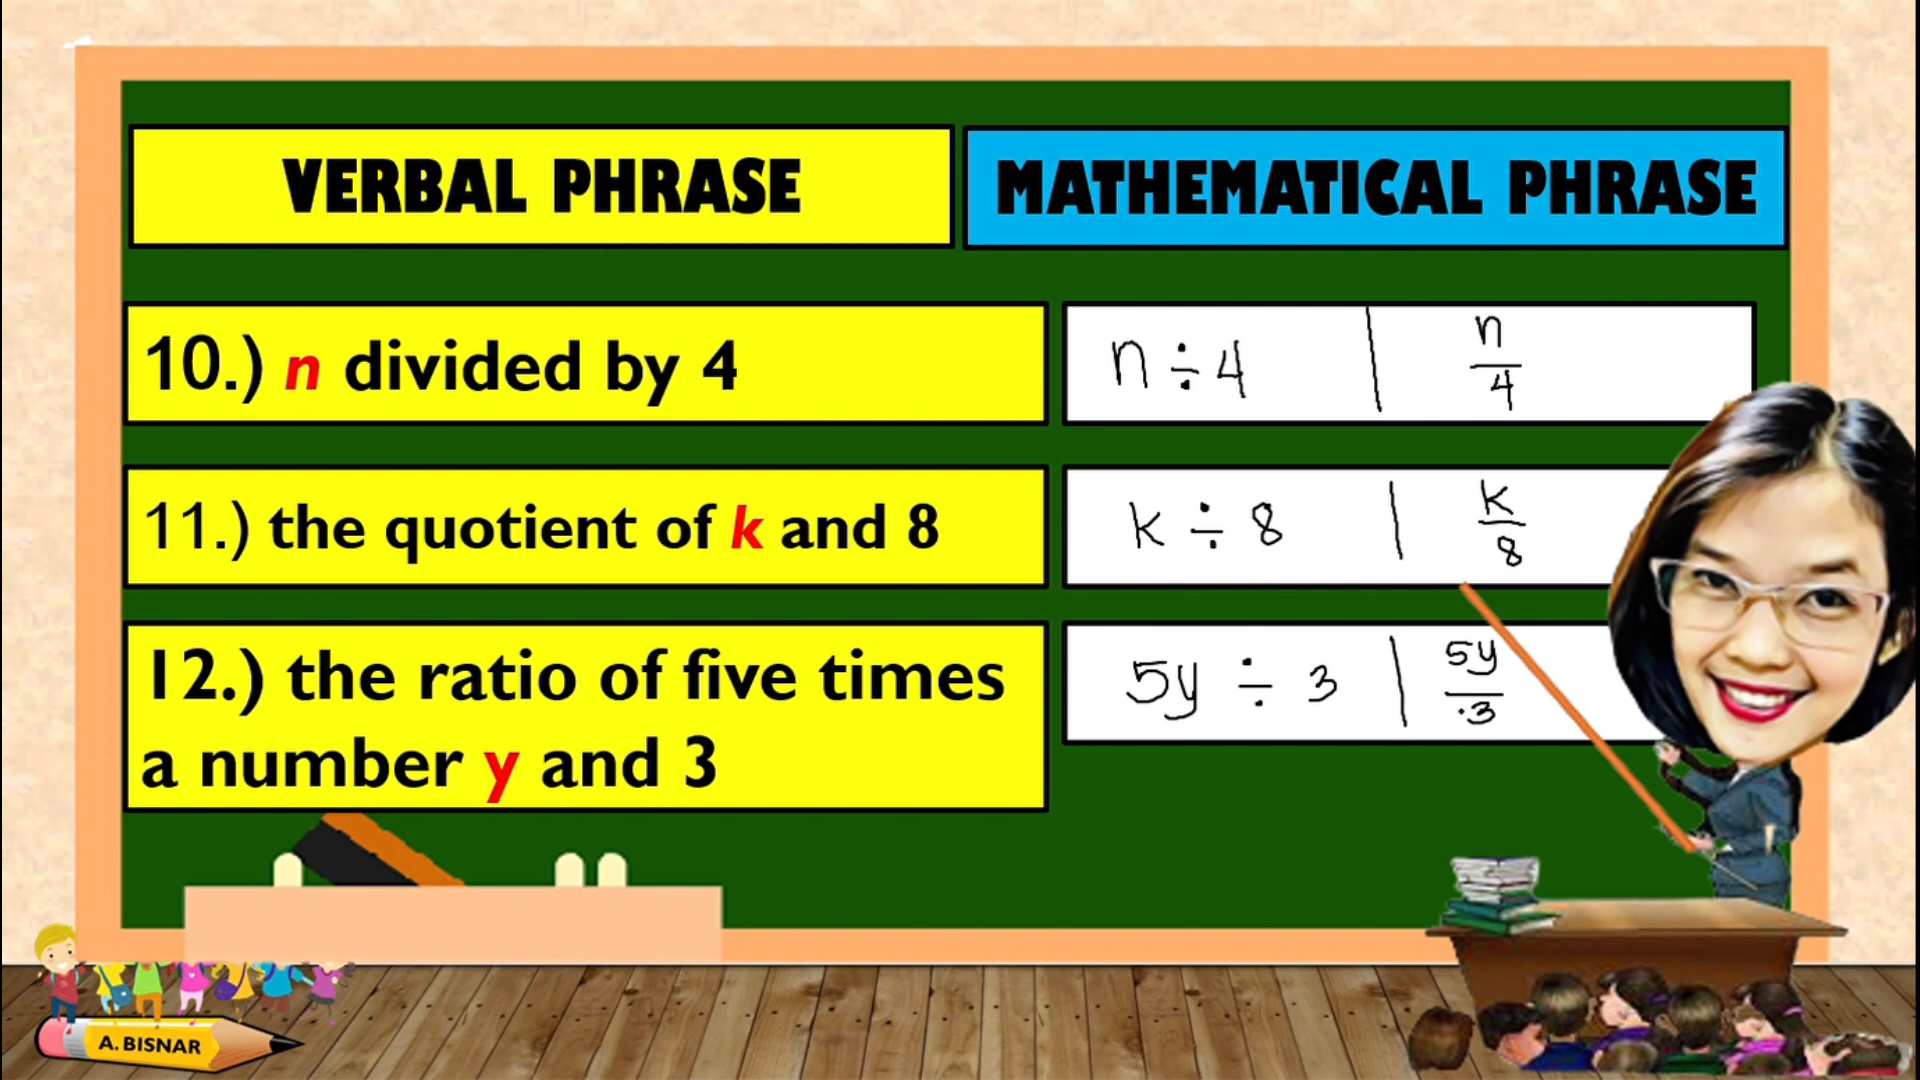 VERBAL PHRASE
MATHEMATICAL PHRASE
10.) n divided by 4
n ÷ 4 | n/4
11.) the quotient of k and 8
k ÷ 8 | k/8
12.) the ratio of five times
a number y and 3
5y ÷ 3 | 5y/3
A. BISNAR